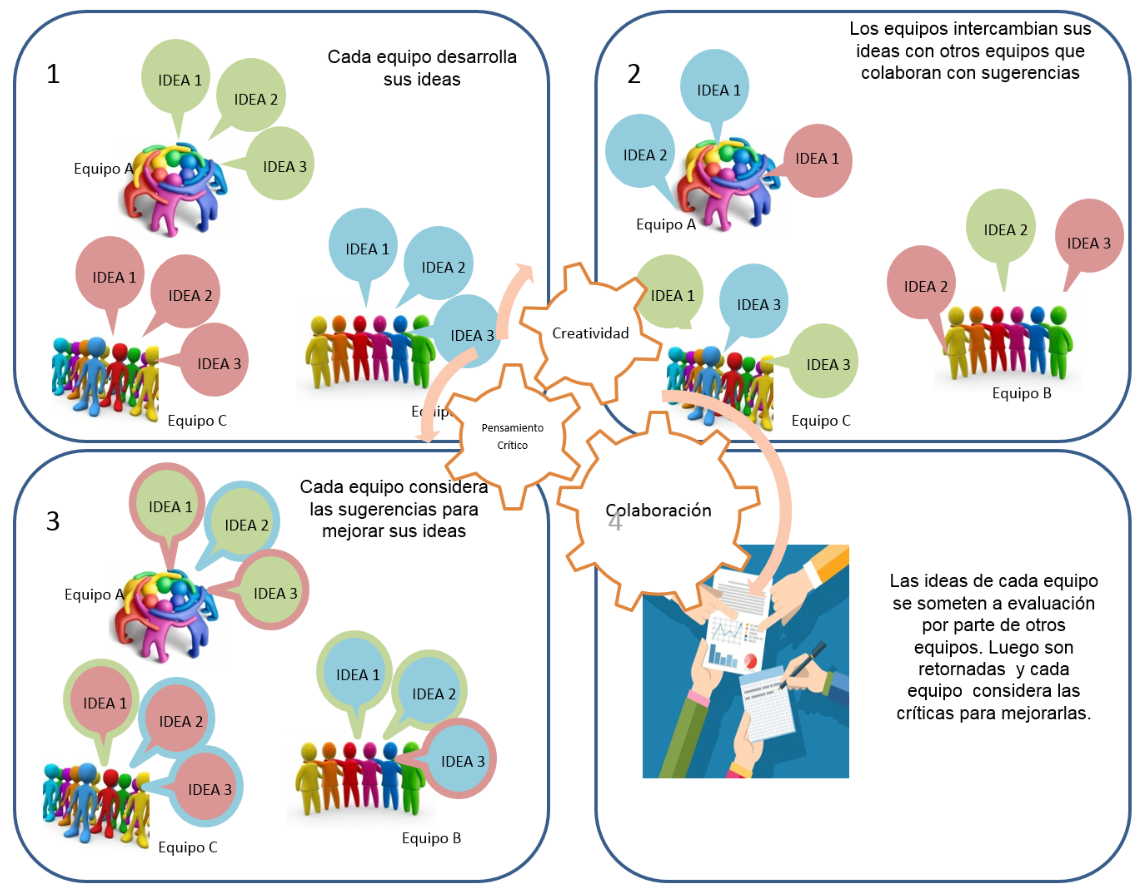 1
Cada equipo desarrolla
sus ideas
IDEA 1
IDEA 2
IDEA 3
Equipo A
IDEA 1
IDEA 2
IDEA 3
Equipo C
IDEA 1
IDEA 2
IDEA 3
2
Los equipos intercambian sus
ideas con otros equipos que
colaboran con sugerencias
IDEA 1
IDEA 2
IDEA 1
Equipo A
IDEA 2
IDEA 3
IDEA 2
Equipo B
IDEA 1
IDEA 3
IDEA 3
Equipo C
Creatividad
Pensamiento
Crítico
Colaboración
3
Cada equipo considera
las sugerencias para
mejorar sus ideas
IDEA 1
IDEA 2
IDEA 3
Equipo A
IDEA 1
IDEA 2
IDEA 3
Equipo C
IDEA 1
IDEA 2
IDEA 3
Equipo B
4
Las ideas de cada equipo
se someten a evaluación
por parte de otros
equipos. Luego son
retornadas y cada
equipo considera las
críticas para mejorarlas.